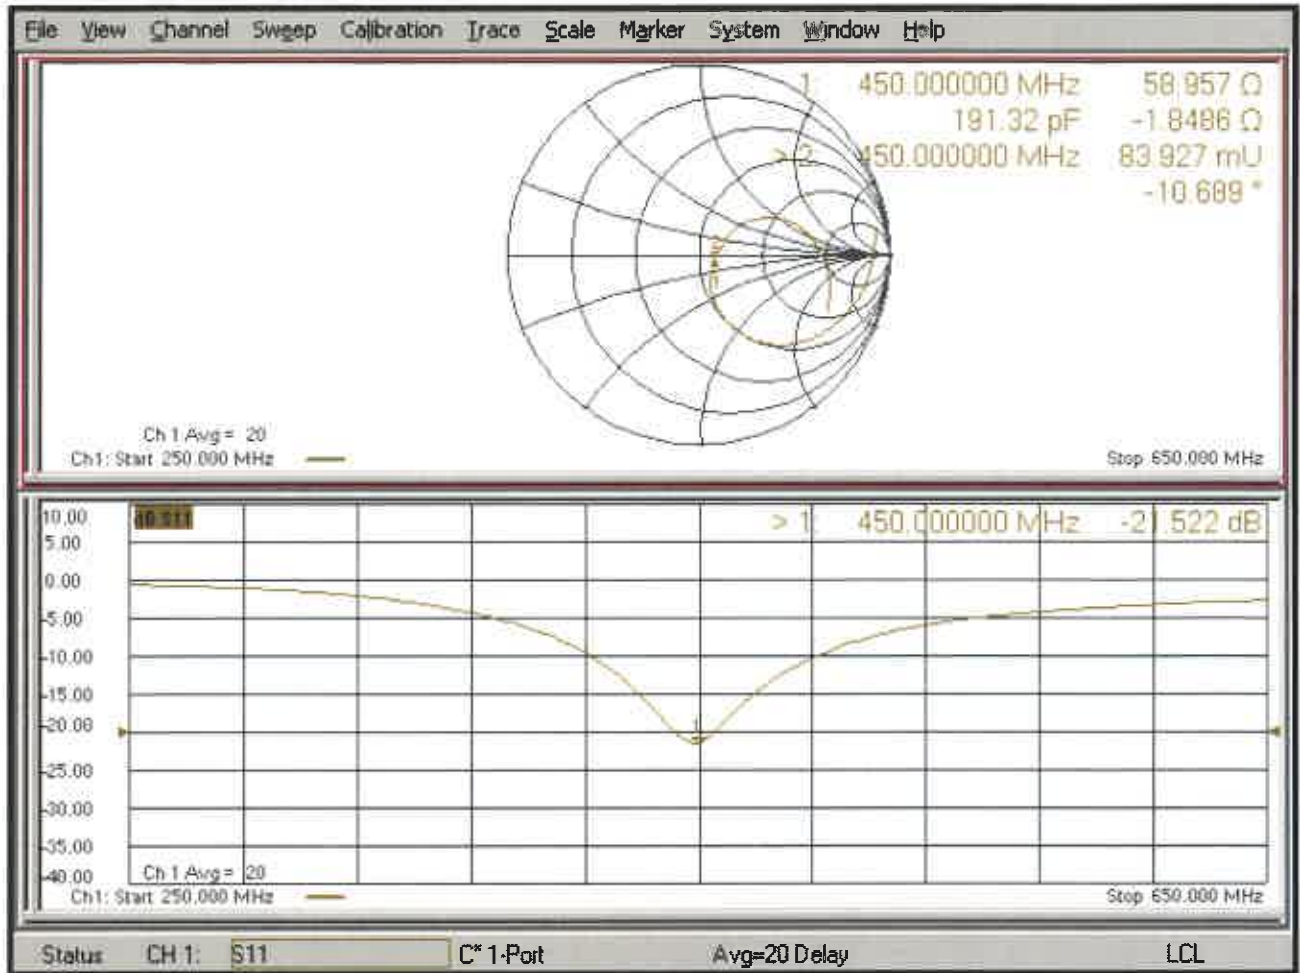 File View Channel Sweep Calibration Trace Scale Marker System Window Help
1: 450.000000 MHz 58.957 Ω
191.32 pF -1.8486 Ω
> 2: 450.000000 MHz 83.927 mU
-10.689 °
Ch 1 Avg = 20
Ch1: Start 250.000 MHz
Stop 650.000 MHz
10.00
dB S11
> 1: 450.000000 MHz -21.522 dB
5.00
0.00
-5.00
-10.00
-15.00
-20.00
1
-25.00
-30.00
-35.00
-40.00
Ch 1 Avg = 20
Ch1: Start 250.000 MHz
Stop 650.000 MHz
Status CH 1: S11 C* 1-Port Avg=20 Delay LCL